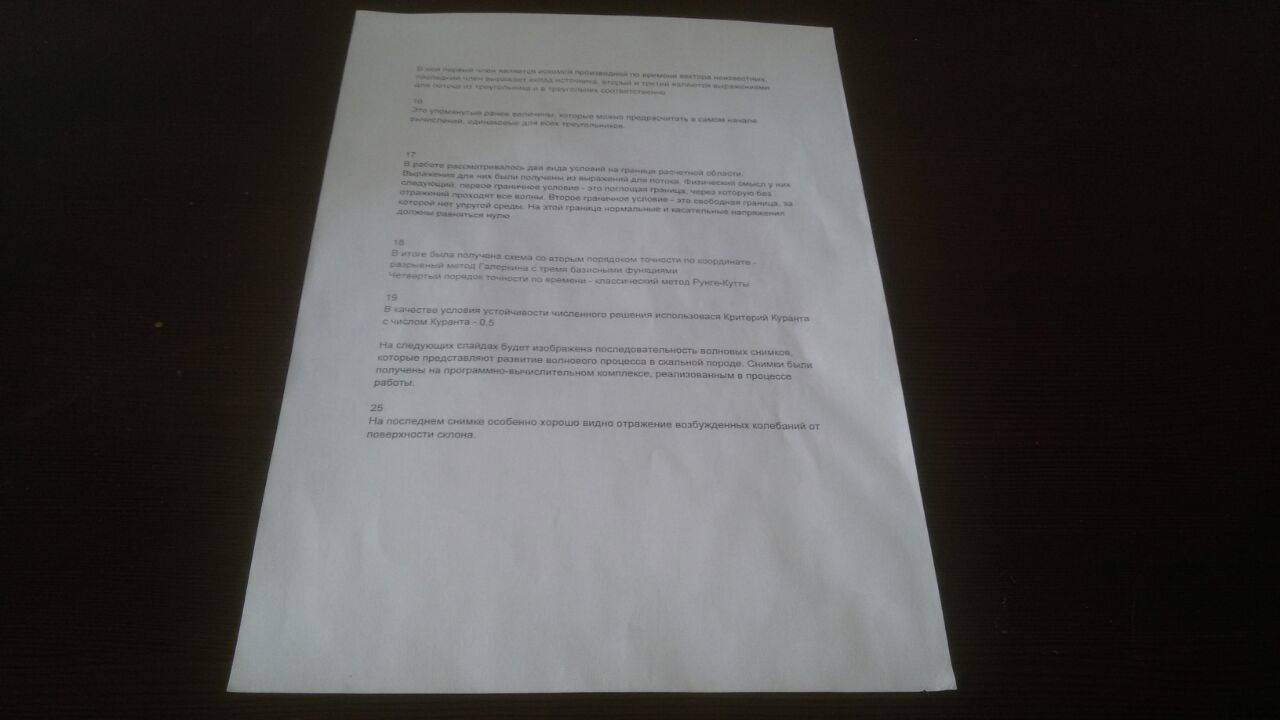 В ней первый член является искомой производной по времени вектора неизвестных,
последний член выражает вклад источника, второй и третий являются выражениями
для потока из треугольника и в треугольник соответственно
16
Это упомянутые ранее величины, которые можно предрасчитать в самом начале
вычислений, одинаковые для всех треугольников.
17
В работе рассматривалось два вида условий на границе расчетной области.
Выражения для них были получены из выражений для потока. Физический смысл у них
следующий: первое граничное условие - это поглощая граница, через которую без
отражений проходят все волны. Второе граничное условие - это свободная граница, за
которой нет упругой среды. На этой границе нормальные и касательные напряжения
должны равняться нулю
18
В итоге была получена схема со вторым порядоком точности по координате -
разрывный метод Галеркина с тремя базисными функциями
Четвертый порядок точности по времени - классический метод Рунге-Кутты
19
В качестве условия устойчивости численного решения использовася Критерий Куранта
с числом Куранта - 0.5
На следующих слайдах будет изображена последовательность волновых снимков,
которые представляют развитие волнового процесса в скальной породе. Снимки были
получены на программно-вычислительном комплексе, реализованным в процессе
работы.
25
На последнем снимке особенно хорошо видно отражение возбужденных колебаний от
поверхности склона.